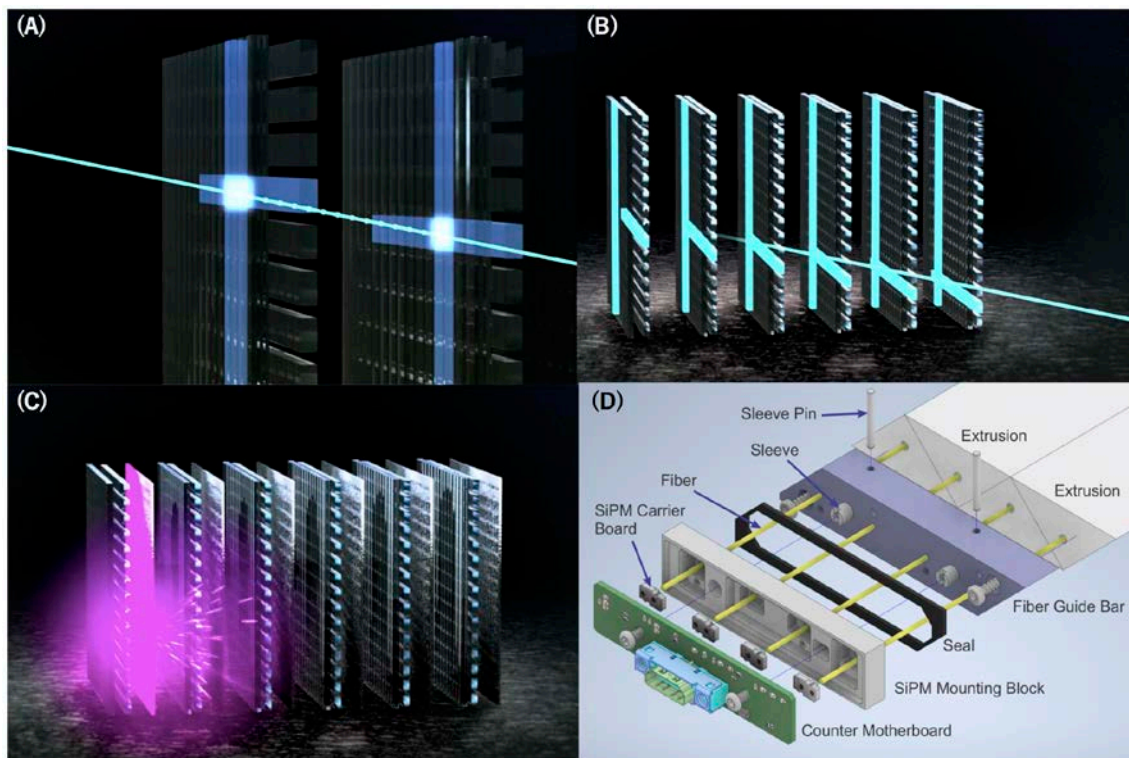 (A)
(B)
(C)
(D)
Sleeve Pin
Extrusion
Sleeve
Extrusion
Fiber
SiPM Carrier
Board
Fiber Guide Bar
Seal
SiPM Mounting Block
Counter Motherboard